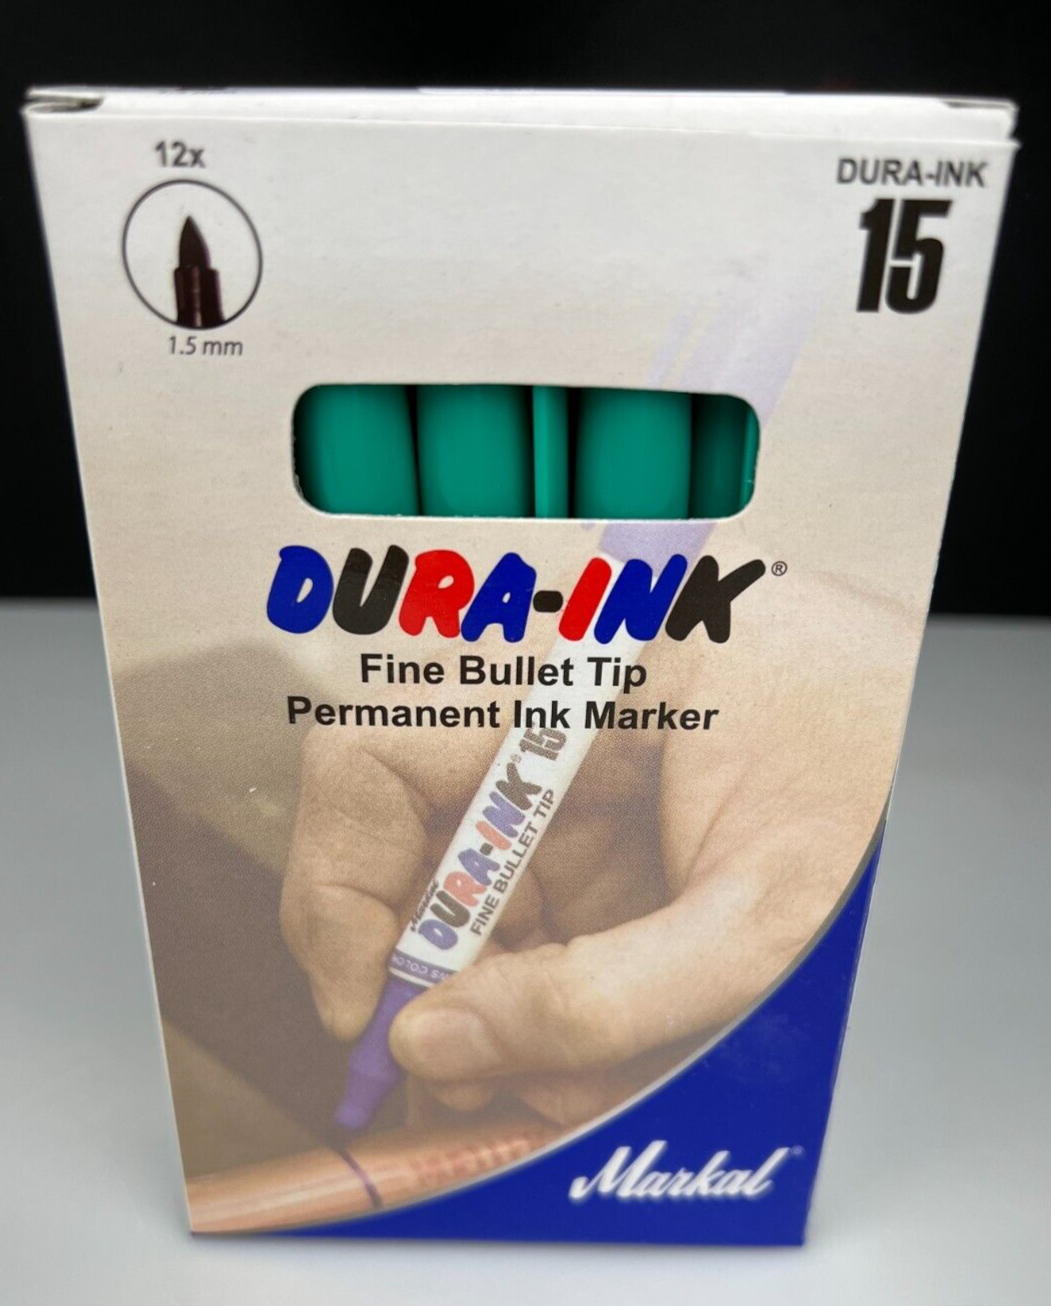 12x
1.5 mm
DURA-INK
15
DURA-INK®
Fine Bullet Tip
Permanent Ink Marker
Markal
DURA-INK® 15
FINE BULLET TIP
Markal®